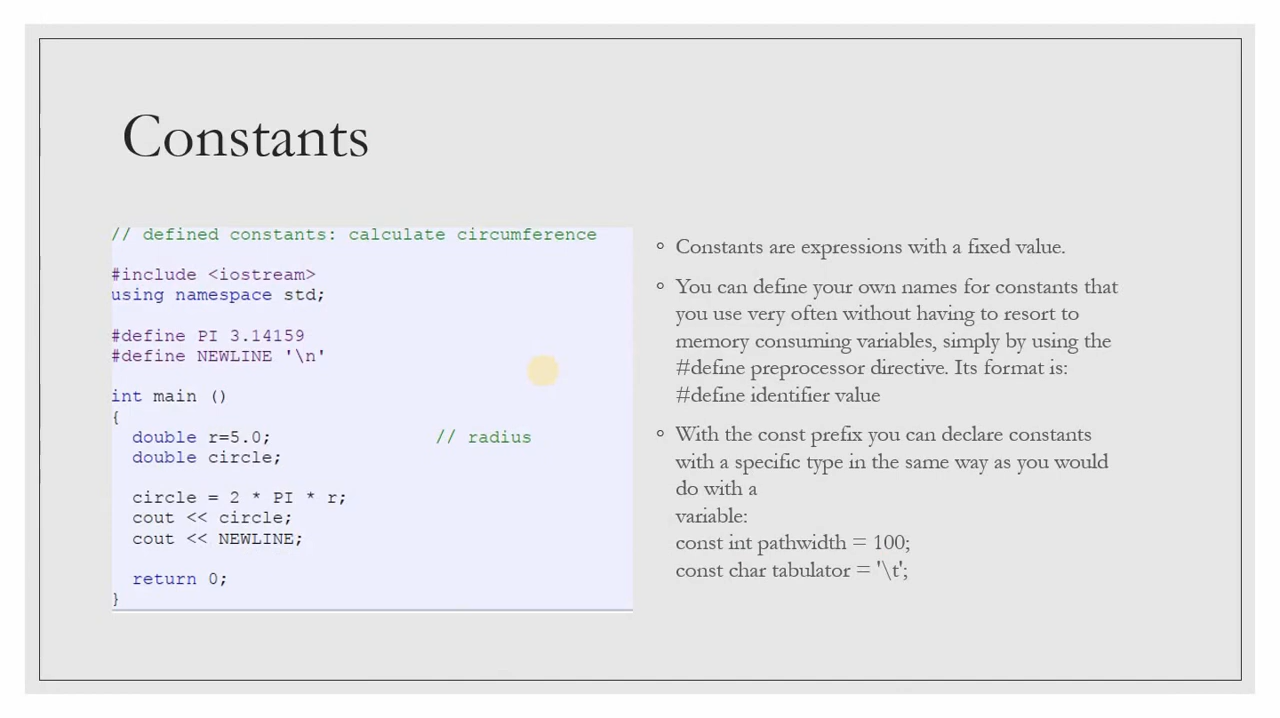 Constants
// defined constants: calculate circumference
#include <iostream>
using namespace std;
#define PI 3.14159
#define NEWLINE '\n'
int main ()
{
double r=5.0; // radius
double circle;
circle = 2 * PI * r;
cout << circle;
cout << NEWLINE;
return 0;
}
Constants are expressions with a fixed value.
You can define your own names for constants that
you use very often without having to resort to
memory consuming variables, simply by using the
#define preprocessor directive. Its format is:
#define identifier value
With the const prefix you can declare constants
with a specific type in the same way as you would
do with a
variable:
const int pathwidth = 100;
const char tabulator = '\t';